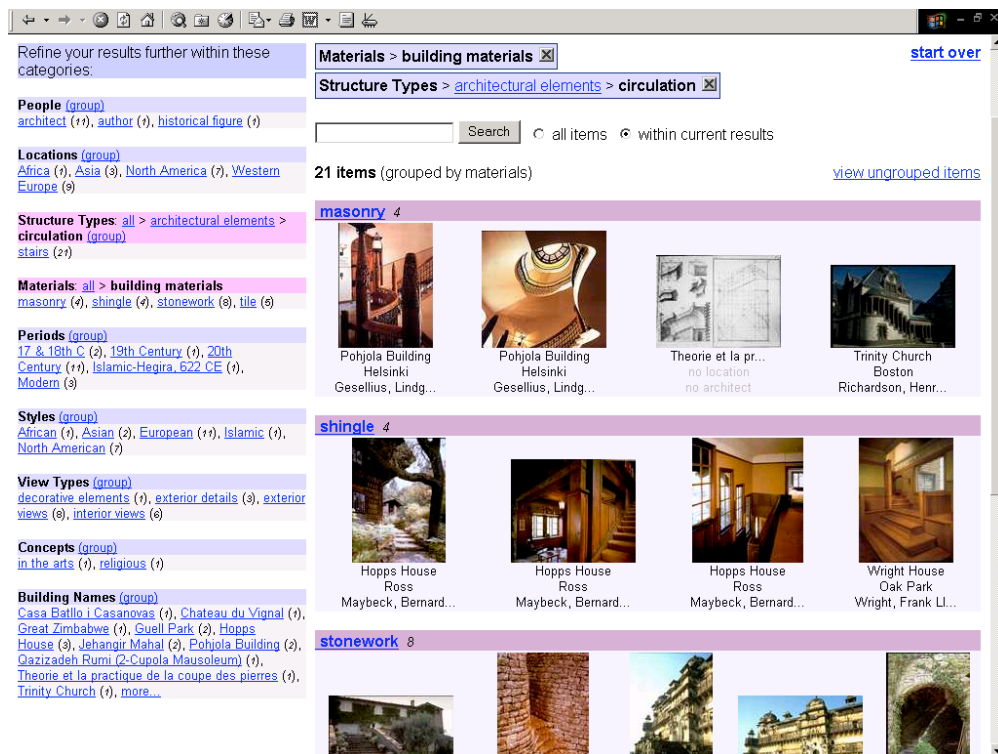 Refine your results further within these
categories:
People (group)
architect (11), author (1), historical figure (1)
Locations (group)
Africa (1), Asia (3), North America (7), Western
Europe (9)
Structure Types: all > architectural elements >
circulation (group)
stairs (21)
Materials: all > building materials
masonry (4), shingle (4), stonework (8), tile (5)
Periods (group)
17 & 18th C (2), 19th Century (1), 20th
Century (11), Islamic-Hegira, 622 CE (1),
Modern (3)
Styles (group)
African (1), Asian (2), European (11), Islamic (1),
North American (7)
View Types (group)
decorative elements (1), exterior details (3), exterior
views (8), interior views (6)
Concepts (group)
in the arts (1), religious (1)
Building Names (group)
Casa Batllo i Casanovas (1), Chateau du Vignal (1),
Great Zimbabwe (1), Guell Park (2), Hopps
House (3), Jehangir Mahal (2), Pohjola Building (2),
Qazizadeh Rumi (2-Cupola Mausoleum) (1),
Theorie et la practique de la coupe des pierres (1),
Trinity Church (1), more...
Materials > building materials
start over
Structure Types > architectural elements > circulation
Search all items within current results
21 items (grouped by materials) view ungrouped items
masonry 4
Pohjola Building Pohjola Building Theorie et la pr... Trinity Church
Helsinki Helsinki no location Boston
Gesellius, Lindg... Gesellius, Lindg... no architect Richardson, Henr...
shingle 4
Hopps House Hopps House Hopps House Wright House
Ross Ross Ross Oak Park
Maybeck, Bernard... Maybeck, Bernard... Maybeck, Bernard... Wright, Frank Ll...
stonework 8